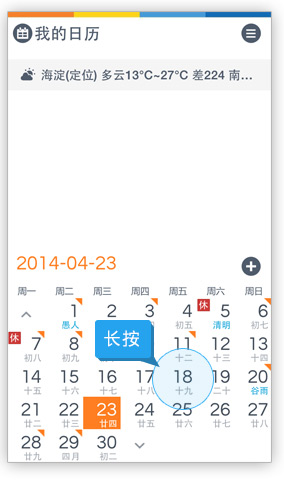 我的日历
海淀(定位) 多云13°C~27°C 差224 南...
2014-04-23
周一 周二 周三 周四 周五 周六 周日
1 2 3 4 休 5 6
愚人 初五 清明 初七
休 7 8 11 12 13
初八 初九 十二 十三 十四
长按
14 15 16 17 18 19 20
十五 十六 十七 十八 十九 二十 谷雨
21 22 23 24 25 26 27
廿二 廿三 廿四 廿五 廿六 廿七 廿八
28 29 30
廿九 四月 初二